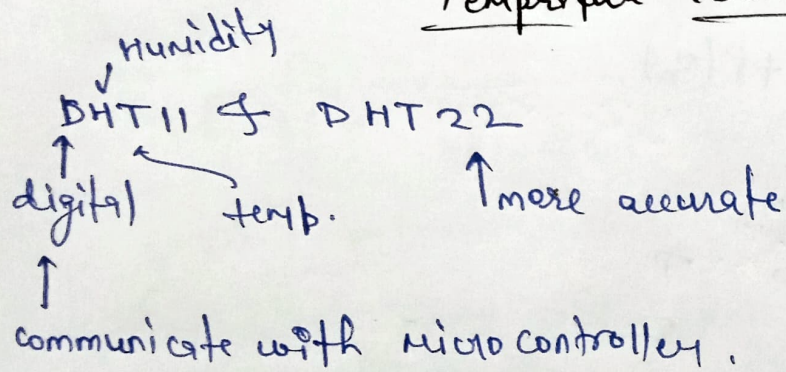 Humidity
DHT11 & DHT22
digital temp. more accurate
communicate with microcontroller.